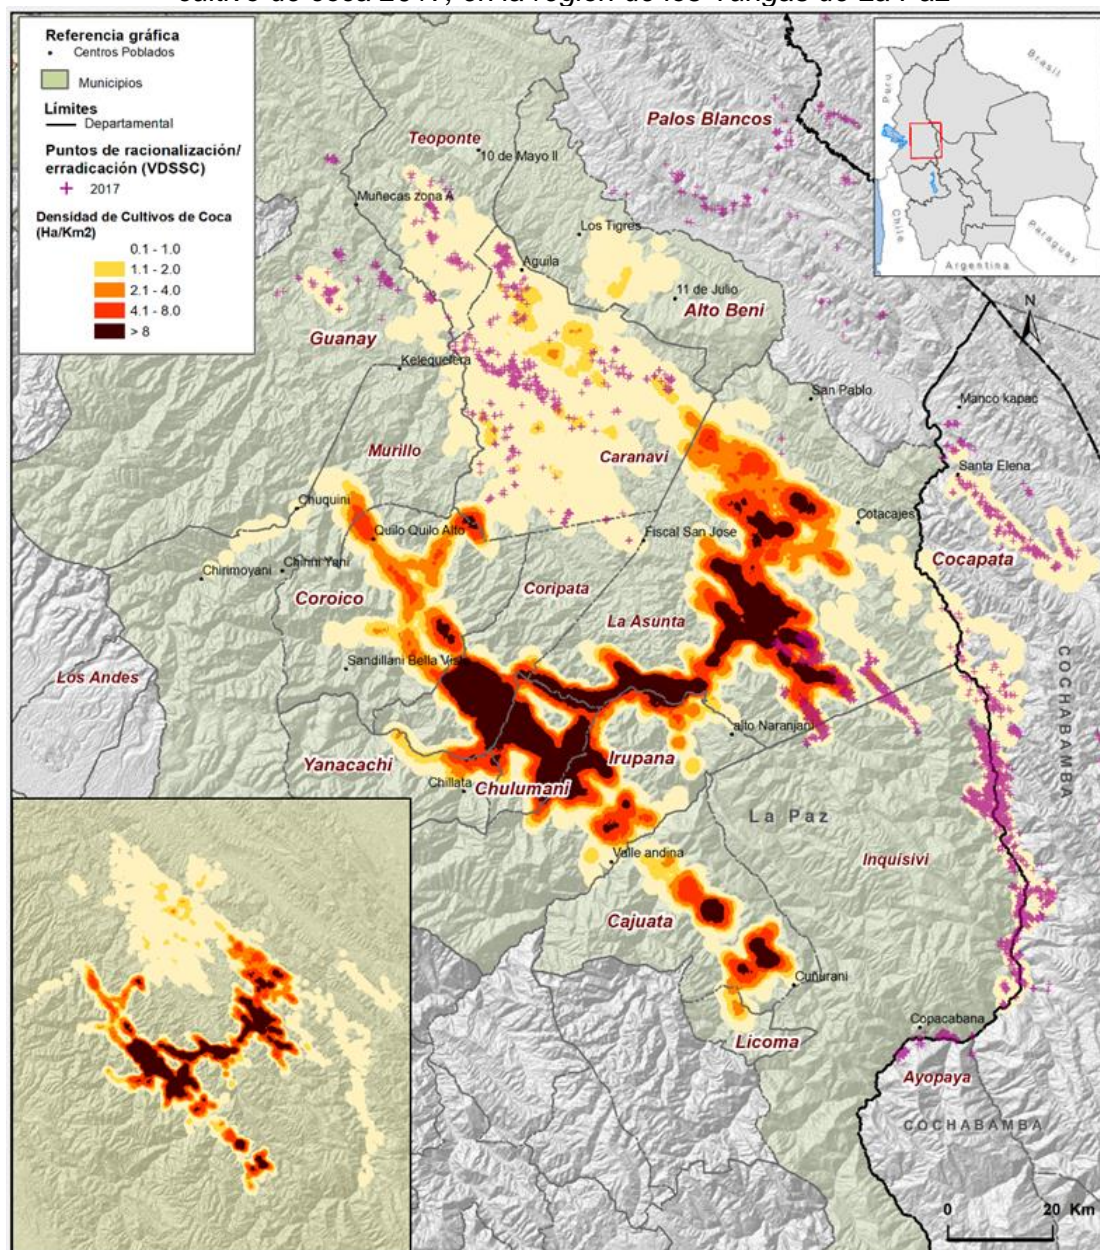 cultivo de coca 2017, en la región de los Yungas de La Paz
Referencia gráfica
Centros Poblados
Municipios
Límites
Departamental
Puntos de racionalización/
erradicación (VDSSC)
2017
Densidad de Cultivos de Coca
(Ha/Km2)
0.1 - 1.0
1.1 - 2.0
2.1 - 4.0
4.1 - 8.0
> 8
Brasil
Peru
Chile
Paraguay
Argentina
N
Palos Blancos
Teoponte
10 de Mayo II
Muñecas zona A
Los Tigres
Aguila
11 de Julio
Alto Beni
Guanay
Kelequelera
San Pablo
Manco kapac
Murillo
Caranavi
Santa Elena
Chuquini
Quilo Quilo Alto
Fiscal San Jose
Cotacajes
Chirimoyani
Chinni Yani
Cocapata
Coroico
Coripata
La Asunta
Los Andes
Sandillani Bella Vista
COCHABAMBA
alto Naranjani
Yanacachi
Irupana
Chillata
Chulumani
La Paz
Valle andina
Inquisivi
Cajuata
Cuñurani
Copacabana
Licoma
Ayopaya
COCHABAMBA
0 20 Km